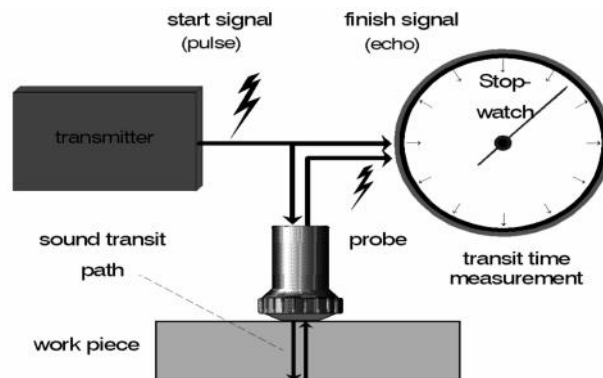 start signal
(pulse)
finish signal
(echo)
Stop-
watch
transmitter
sound transit
path
probe
transit time
measurement
work piece